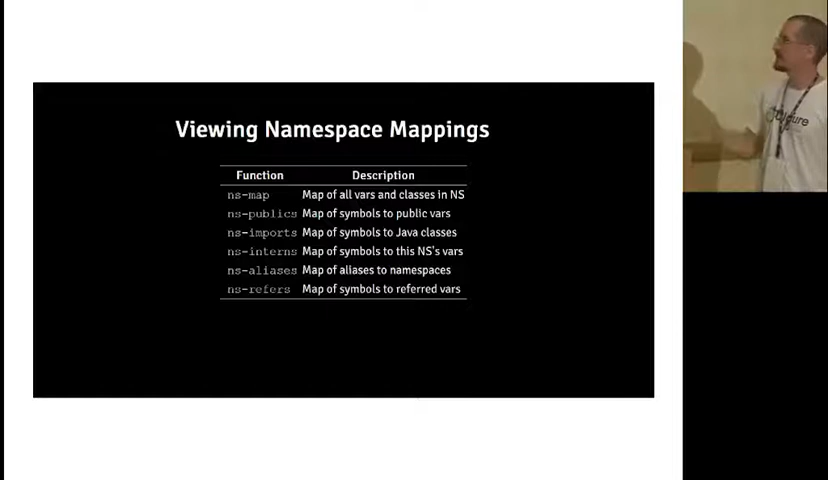 Viewing Namespace Mappings
Function Description
ns-map Map of all vars and classes in NS
ns-publics Map of symbols to public vars
ns-imports Map of symbols to Java classes
ns-interns Map of symbols to this NS's vars
ns-aliases Map of aliases to namespaces
ns-refers Map of symbols to referred vars